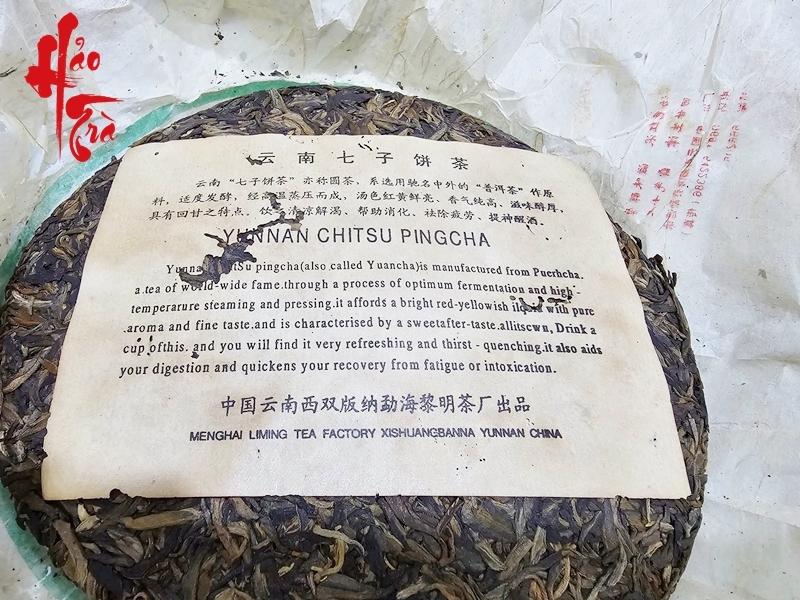 Hảo
Trà
云南七子饼茶
云南“七子饼茶”亦称圆茶，系选用驰名中外的“普洱茶”作原
料，适度发酵，经高温蒸压而成，汤色红黄鲜亮、香气纯高、滋味醇厚，
具有回甘之特点。饮之清凉解渴、帮助消化、祛除疲劳、提神醒酒。
YUNNAN CHITSU PINGCHA
pingcha(also called Yuancha)is manufactured from Puerhcha.
a.tea of world-wide fame.through a process of optimum fermentation and high-
temperarure steaming and pressing.it affords a bright red-yellowish with pure
.aroma and fine taste.and is characterised by a sweetafter-taste.allitscwn, Drink a
cup ofthis. and you will find it very refreeshing and thirst - quenching.it also aids
your digestion and quickens your recovery from fatigue or intoxication.
中国云南西双版纳勐海黎明茶厂出品
MENGHAI LIMING TEA FACTORY XISHUANGBANNA YUNNAN CHINA